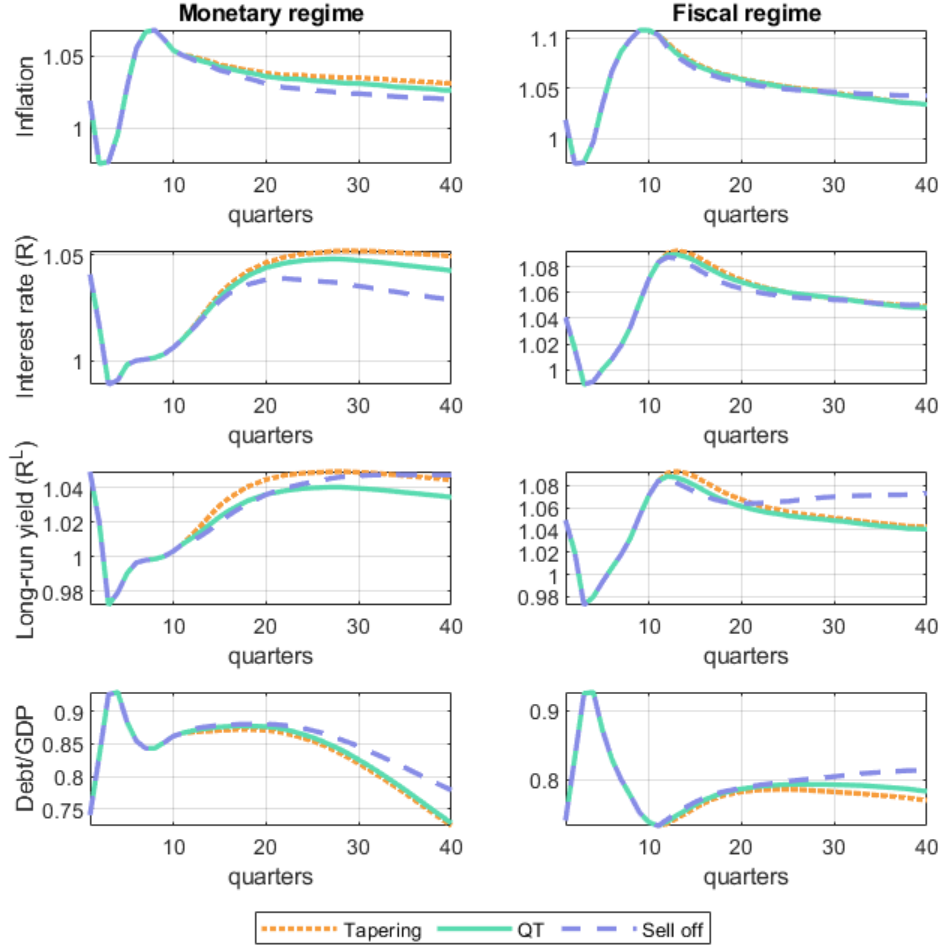 Monetary regime
Fiscal regime
Inflation
1.05
1
10 20 30 40
quarters
1.1
1.05
1
10 20 30 40
quarters
Interest rate (R)
1.05
1
10 20 30 40
quarters
1.08
1.06
1.04
1.02
1
10 20 30 40
quarters
Long-run yield (R^L)
1.04
1.02
1
0.98
10 20 30 40
quarters
1.08
1.06
1.04
1.02
1
0.98
10 20 30 40
quarters
Debt/GDP
0.9
0.85
0.8
0.75
10 20 30 40
quarters
0.9
0.8
10 20 30 40
quarters
Tapering QT Sell off